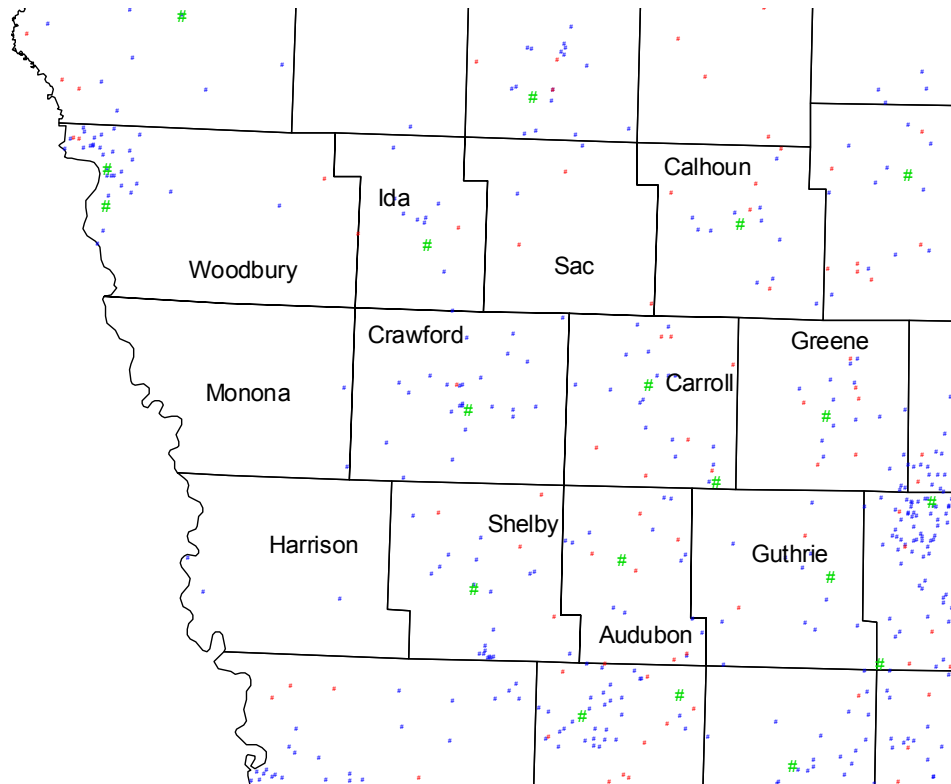 Calhoun
Ida
Woodbury
Sac
Crawford
Greene
Monona
Carroll
Shelby
Harrison
Guthrie
Audubon